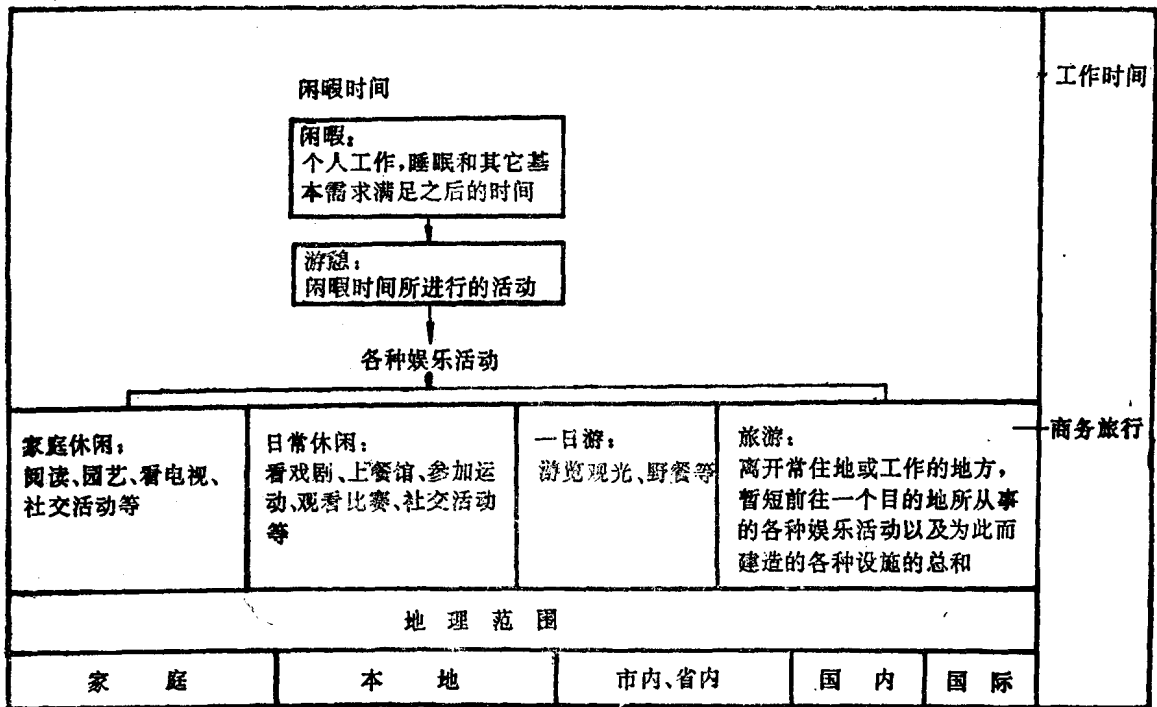 闲暇时间
工作时间
闲暇：
个人工作，睡眠和其它基
本需求满足之后的时间
游憩：
闲暇时间所进行的活动
各种娱乐活动
家庭休闲：
阅读、园艺、看电视、
社交活动等
日常休闲：
看戏剧、上餐馆、参加运
动、观看比赛、社交活动
等
一日游：
游览观光、野餐等
旅游：
离开常住地或工作的地方，
暂短前往一个目的地所从事
的各种娱乐活动以及为此而
建造的各种设施的总和
商务旅行
地理范围
家庭
本地
市内、省内
国内
国际